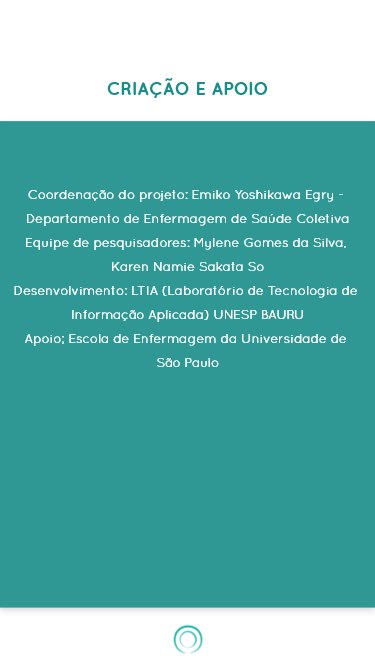 CRIAÇÃO E APOIO
Coordenação do projeto: Emiko Yoshikawa Egry -
Departamento de Enfermagem de Saúde Coletiva
Equipe de pesquisadores: Mylene Gomes da Silva,
Karen Namie Sakata So
Desenvolvimento: LTIA (Laboratório de Tecnologia de
Informação Aplicada) UNESP BAURU
Apoio; Escola de Enfermagem da Universidade de
São Paulo